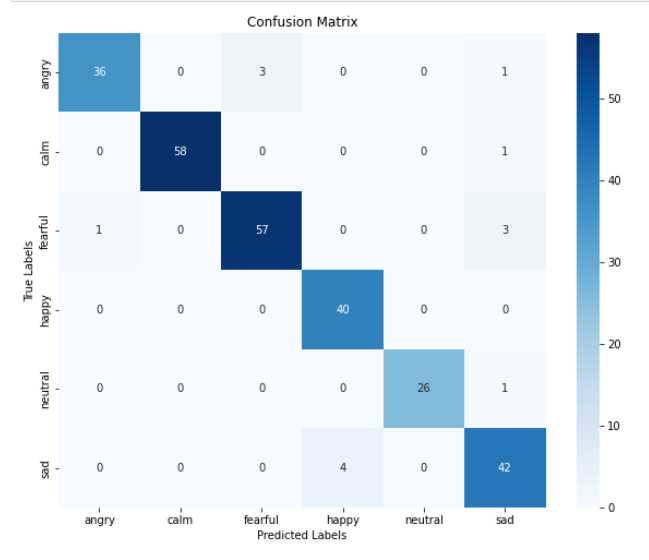 Confusion Matrix
angry 36 0 3 0 0 1
calm 0 58 0 0 0 1
fearful 1 0 57 0 0 3
happy 0 0 0 40 0 0
neutral 0 0 0 0 26 1
sad 0 0 0 4 0 42
True Labels
angry calm fearful happy neutral sad
Predicted Labels
50
40
30
20
10
0